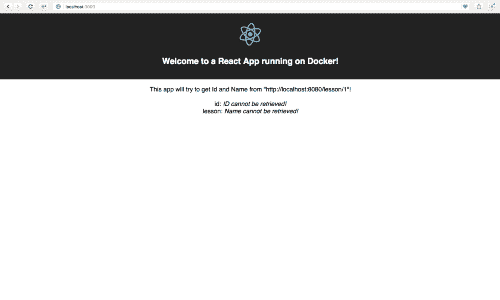 localhost:3000
Welcome to a React App running on Docker!
This app will try to get Id and Name from "http://localhost:8080/lesson/1"!
id: ID cannot be retrieved!
lesson: Name cannot be retrieved!